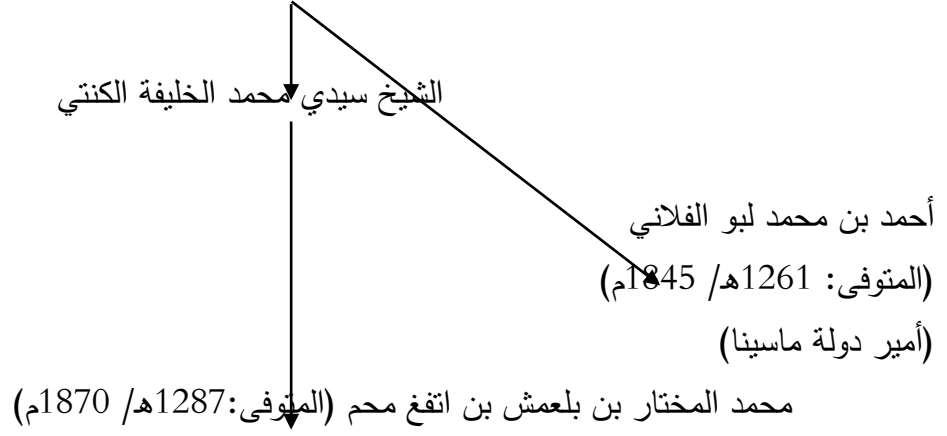 الشيخ سيدي محمد الخليفة الكنتي
أحمد بن محمد لبو الفلاني
(المتوفى: 1261هـ/ 1845م)
(أمير دولة ماسينا)
محمد المختار بن بلعمش بن اتفغ محم (المتوفى:1287هـ/ 1870م)